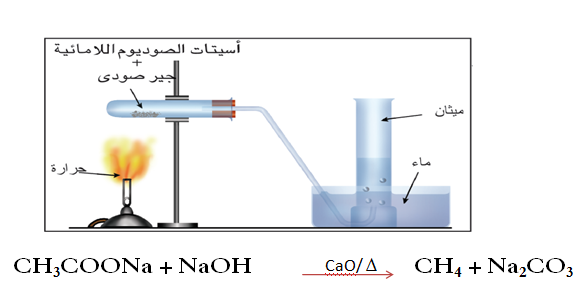 أسيتات الصوديوم اللامائية
+
جير صودى
ميثان
ماء
حرارة
CH₃COONa + NaOH CaO/Δ CH₄ + Na₂CO₃